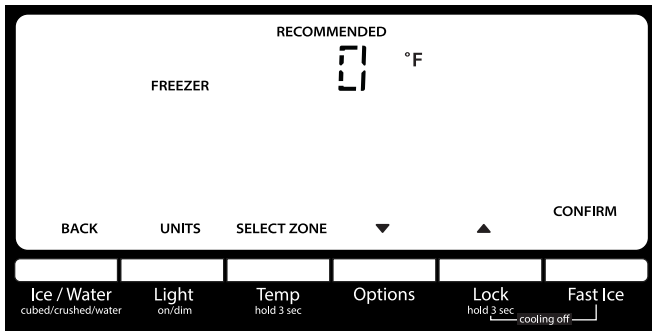 RECOMMENDED
FREEZER 0 °F
BACK UNITS SELECT ZONE ▼ ▲ CONFIRM
Ice / Water Light Temp Options Lock Fast Ice
cubed/crushed/water on/dim hold 3 sec hold 3 sec
cooling off